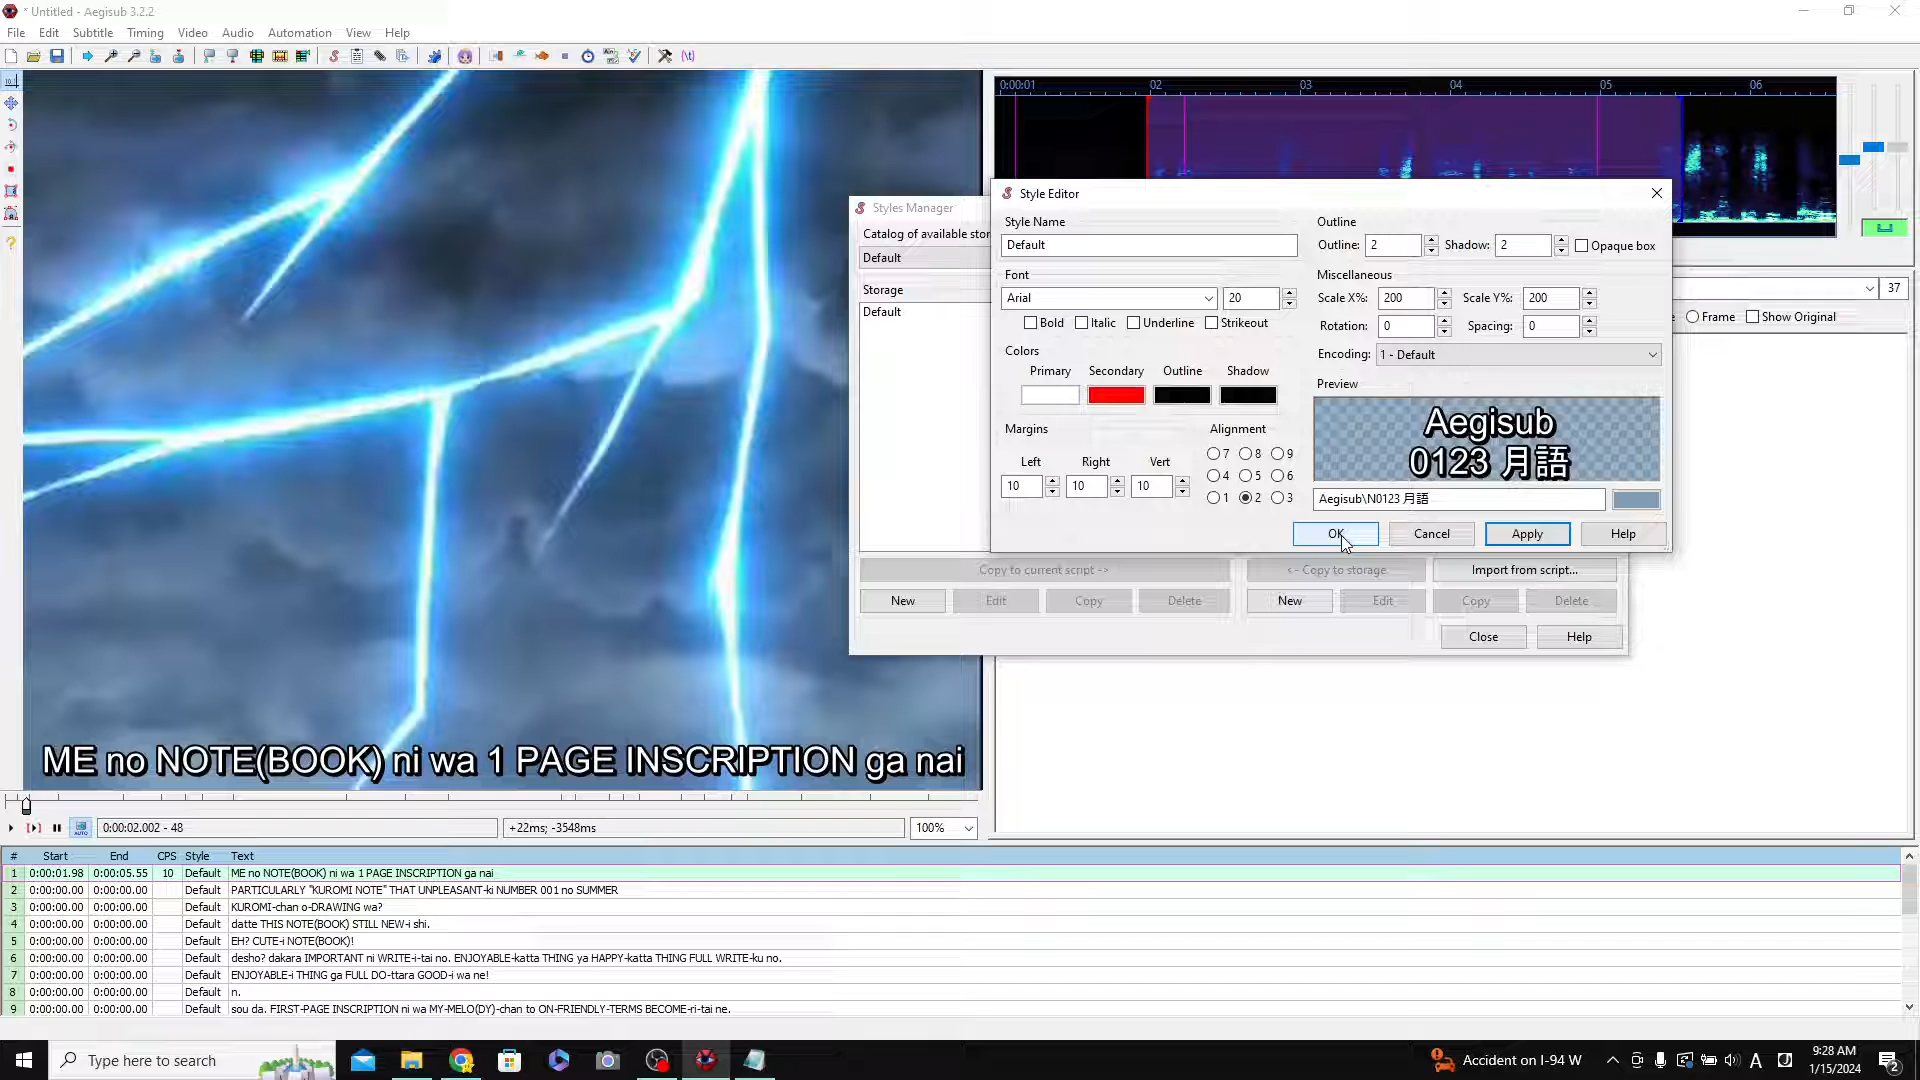 * Untitled - Aegisub 3.2.2
File Edit Subtitle Timing Video Audio Automation View Help
0:00:01 02 03 04 05 06
Styles Manager
Catalog of available stor
Default
Storage
Default
Style Editor
Style Name
Default
Font
Arial 20
Bold Italic Underline Strikeout
Colors
Primary Secondary Outline Shadow
Margins
Left Right Vert
10 10 10
Alignment
7 8 9
4 5 6
1 2 3
Outline
Outline: 2 Shadow: 2 Opaque box
Miscellaneous
Scale X%: 200 Scale Y%: 200
Rotation: 0 Spacing: 0
Encoding: 1 - Default
Preview
Aegisub
0123 月語
Aegisub\N0123 月語
OK Cancel Apply Help
37
Frame Show Original
Copy to current script ->
<- Copy to storage Import from script...
New Edit Copy Delete New Edit Copy Delete
Close Help
ME no NOTE(BOOK) ni wa 1 PAGE INSCRIPTION ga nai
AUTO 0:00:02.002 - 48 +22ms; -3548ms 100%
# Start End CPS Style Text
1 0:00:01.98 0:00:05.55 10 Default ME no NOTE(BOOK) ni wa 1 PAGE INSCRIPTION ga nai
2 0:00:00.00 0:00:00.00 Default PARTICULARLY "KUROMI NOTE" THAT UNPLEASANT-ki NUMBER 001 no SUMMER
3 0:00:00.00 0:00:00.00 Default KUROMI-chan o-DRAWING wa?
4 0:00:00.00 0:00:00.00 Default datte THIS NOTE(BOOK) STILL NEW-i shi.
5 0:00:00.00 0:00:00.00 Default EH? CUTE-i NOTE(BOOK)!
6 0:00:00.00 0:00:00.00 Default desho? dakara IMPORTANT ni WRITE-i-tai no. ENJOYABLE-katta THING ya HAPPY-katta THING FULL WRITE-ku no.
7 0:00:00.00 0:00:00.00 Default ENJOYABLE-i THING ga FULL DO-ttara GOOD-i wa ne!
8 0:00:00.00 0:00:00.00 Default n.
9 0:00:00.00 0:00:00.00 Default sou da. FIRST-PAGE INSCRIPTION ni wa MY-MELO(DY)-chan to ON-FRIENDLY-TERMS BECOME-ri-tai ne.
Type here to search
Accident on I-94 W
A
9:28 AM
1/15/2024
2